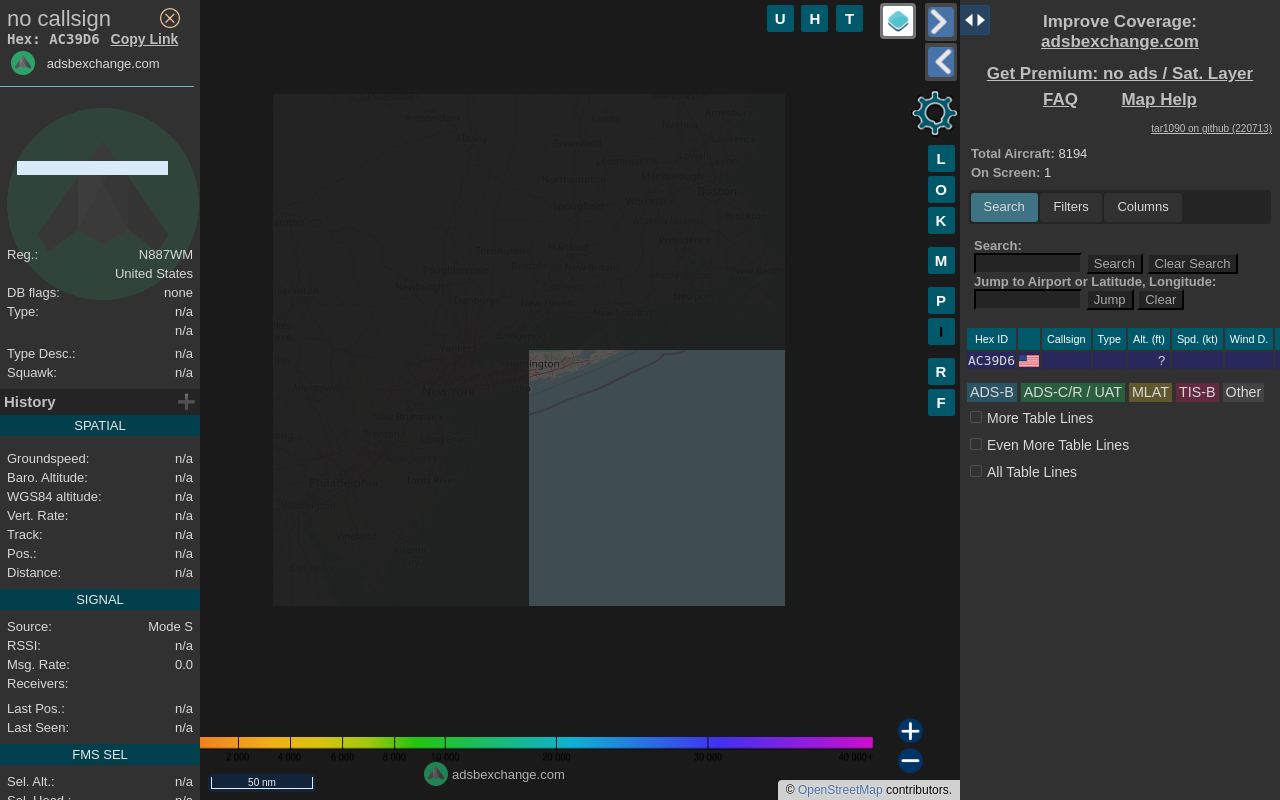 no callsign
Hex: AC39D6 Copy Link
adsbexchange.com
Reg.: N887WM
United States
DB flags: none
Type: n/a
n/a
Type Desc.: n/a
Squawk: n/a
History
SPATIAL
Groundspeed: n/a
Baro. Altitude: n/a
WGS84 altitude: n/a
Vert. Rate: n/a
Track: n/a
Pos.: n/a
Distance: n/a
SIGNAL
Source: Mode S
RSSI: n/a
Msg. Rate: 0.0
Receivers:
Last Pos.: n/a
Last Seen: n/a
FMS SEL
Sel. Alt.: n/a
U H T
L
O
K
M
P
I
R
F
Huntington
New York
Philadelphia
Boston
2 000 4 000 6 000 8 000 10 000 20 000 30 000 40 000+
50 nm
adsbexchange.com
© OpenStreetMap contributors.
Improve Coverage:
adsbexchange.com
Get Premium: no ads / Sat. Layer
FAQ Map Help
tar1090 on github (220713)
Total Aircraft: 8194
On Screen: 1
Search Filters Columns
Search:
Search Clear Search
Jump to Airport or Latitude, Longitude:
Jump Clear
Hex ID Callsign Type Alt. (ft) Spd. (kt) Wind D.
AC39D6 ?
ADS-B ADS-C/R / UAT MLAT TIS-B Other
More Table Lines
Even More Table Lines
All Table Lines